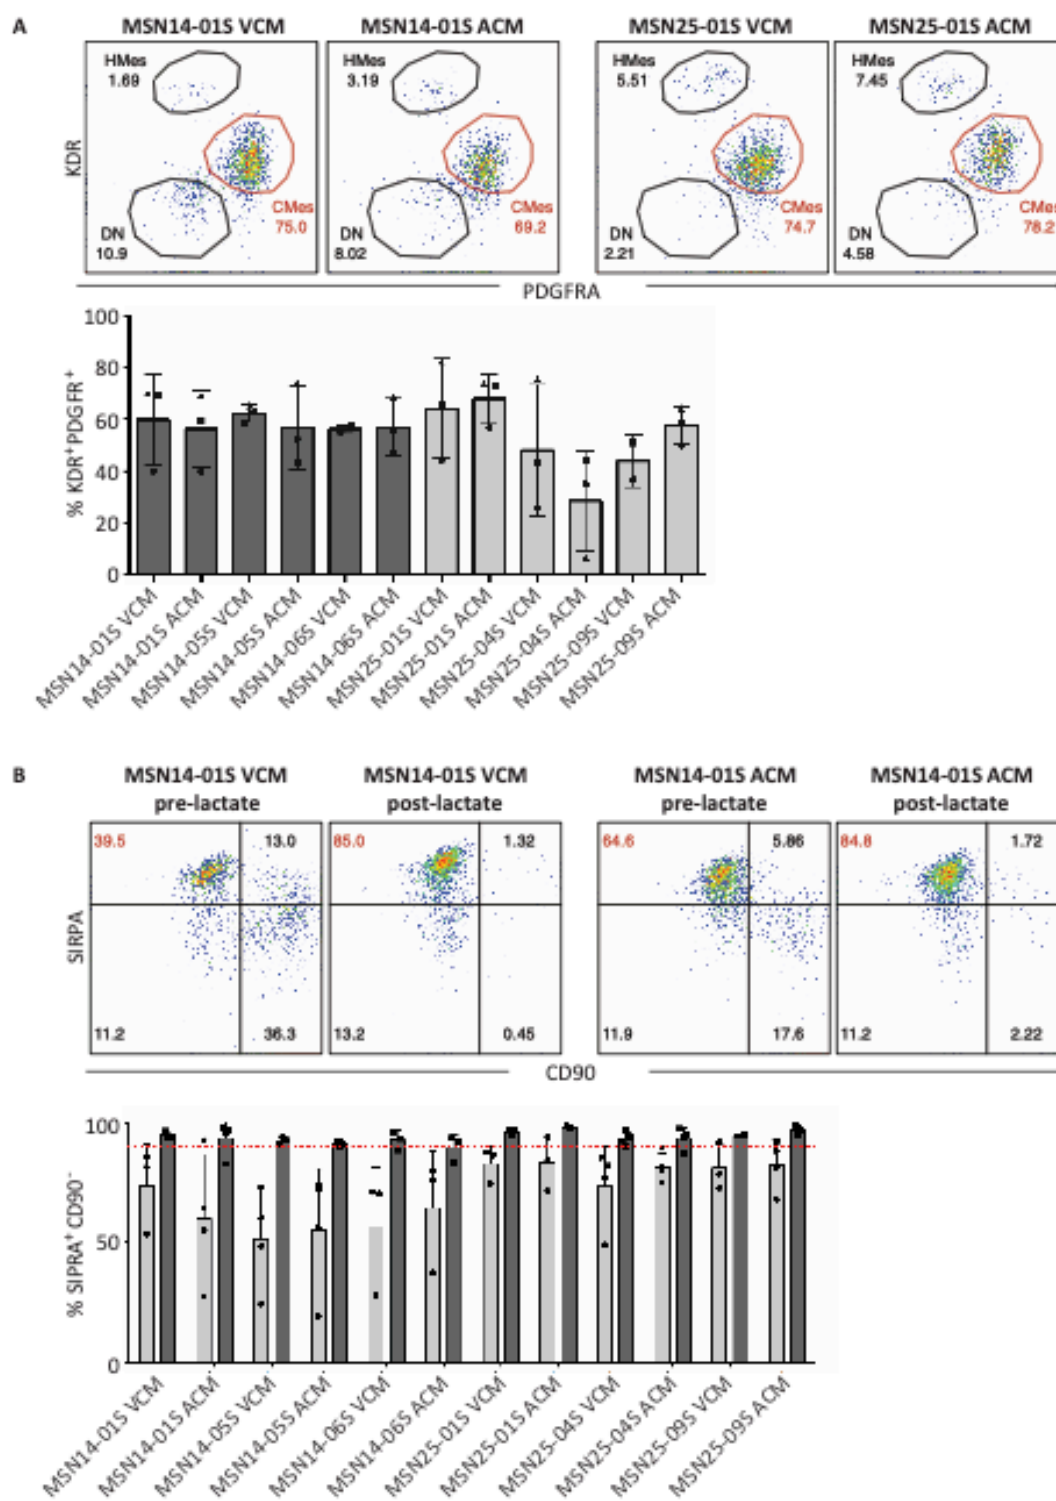 A
MSN14-01S VCM MSN14-01S ACM MSN25-01S VCM MSN25-01S ACM
HMes 1.69 HMes 3.19 HMes 5.51 HMes 7.45
KDR
CMes 75.0 CMes 69.2 CMes 74.7 CMes 78.2
DN 10.9 DN 8.02 DN 2.21 DN 4.58
PDGFRA
% KDR+PDGFR+
100
80
60
40
20
0
MSN14-01S VCM
MSN14-01S ACM
MSN14-05S VCM
MSN14-05S ACM
MSN14-06S VCM
MSN14-06S ACM
MSN25-01S VCM
MSN25-01S ACM
MSN25-04S VCM
MSN25-04S ACM
MSN25-09S VCM
MSN25-09S ACM
B
MSN14-01S VCM MSN14-01S VCM MSN14-01S ACM MSN14-01S ACM
pre-lactate post-lactate pre-lactate post-lactate
39.5 13.0 85.0 1.32 64.6 5.86 84.8 1.72
SIRPA
11.2 36.3 13.2 0.45 11.9 17.6 11.2 2.22
CD90
% SIPRA+ CD90-
100
50
0
MSN14-01S VCM
MSN14-01S ACM
MSN14-05S VCM
MSN14-05S ACM
MSN14-06S VCM
MSN14-06S ACM
MSN25-01S VCM
MSN25-01S ACM
MSN25-04S VCM
MSN25-04S ACM
MSN25-09S VCM
MSN25-09S ACM